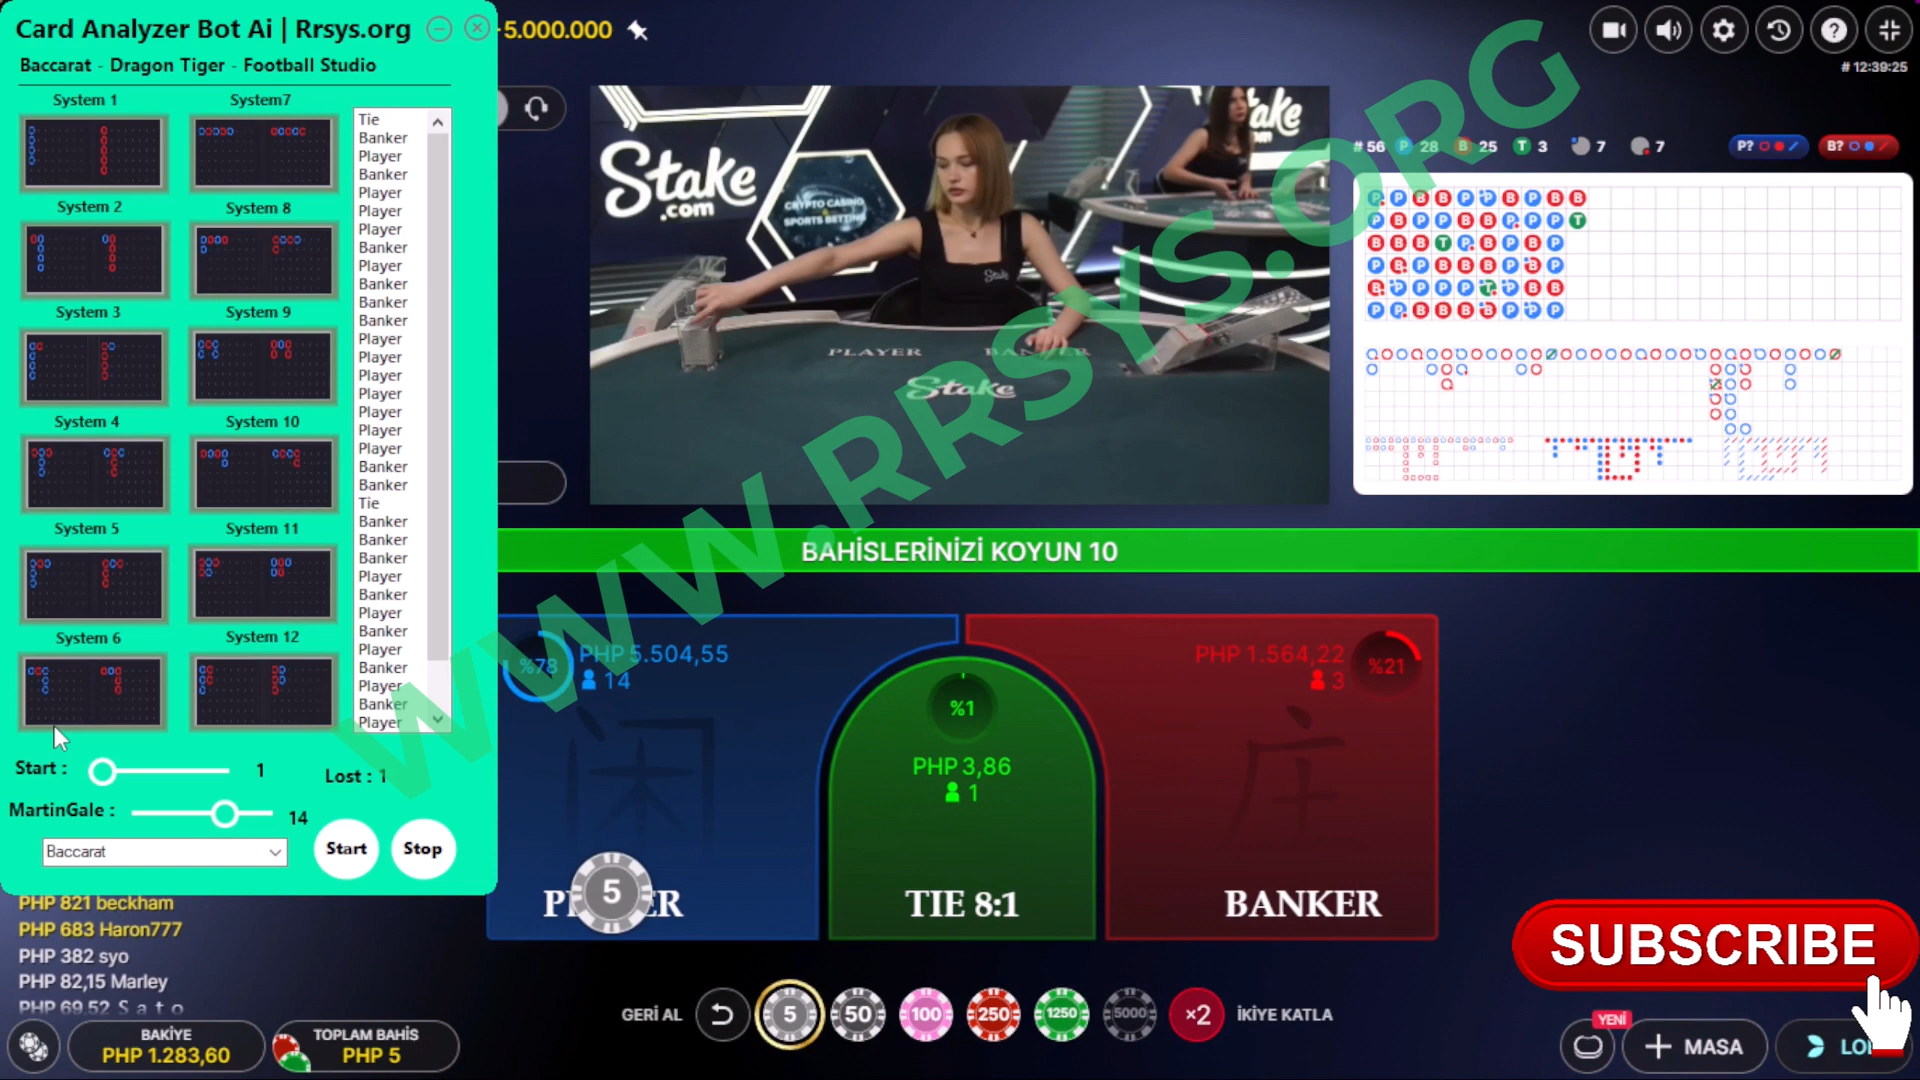 Card Analyzer Bot Ai | Rrsys.org
Baccarat - Dragon Tiger - Football Studio
System 1
System7
System 2
System 8
System 3
System 9
System 4
System 10
System 5
System 11
System 6
System 12
Tie
Banker
Player
Banker
Player
Player
Player
Banker
Player
Banker
Banker
Banker
Player
Player
Player
Player
Player
Player
Player
Banker
Banker
Tie
Banker
Banker
Banker
Player
Banker
Player
Banker
Player
Banker
Player
Banker
Player
Start :
1
Lost : 1
MartinGale :
14
Baccarat
Start
Stop
-5.000.000
# 12:39:25
Stake
.com
CRYPTO CASINO
SPORTS BETTING
Stake
PLAYER
BANKER
Stake
WWW.RRSYS.ORG
# 56 P 28 B 25 T 3 7 7
P?
B?
P P B B P P B P B B
P B P P B B P P P T
B B B T P B P B P
P B P B B B P B P
B P P P P T P B B
P P B B B B P P P
BAHİSLERİNİZİ KOYUN 10
%78
PHP 5.504,55
14
%1
PHP 3,86
1
PHP 1.564,22
3
%21
闲
庄
5
TIE 8:1
BANKER
PHP 821 beckham
PHP 683 Haron777
PHP 382 syo
PHP 82,15 Marley
PHP 69,52 S a t o
BAKİYE
PHP 1.283,60
TOPLAM BAHİS
PHP 5
GERİ AL
5
50
100
250
1250
5000
×2
İKİYE KATLA
SUBSCRIBE
YENİ
+ MASA